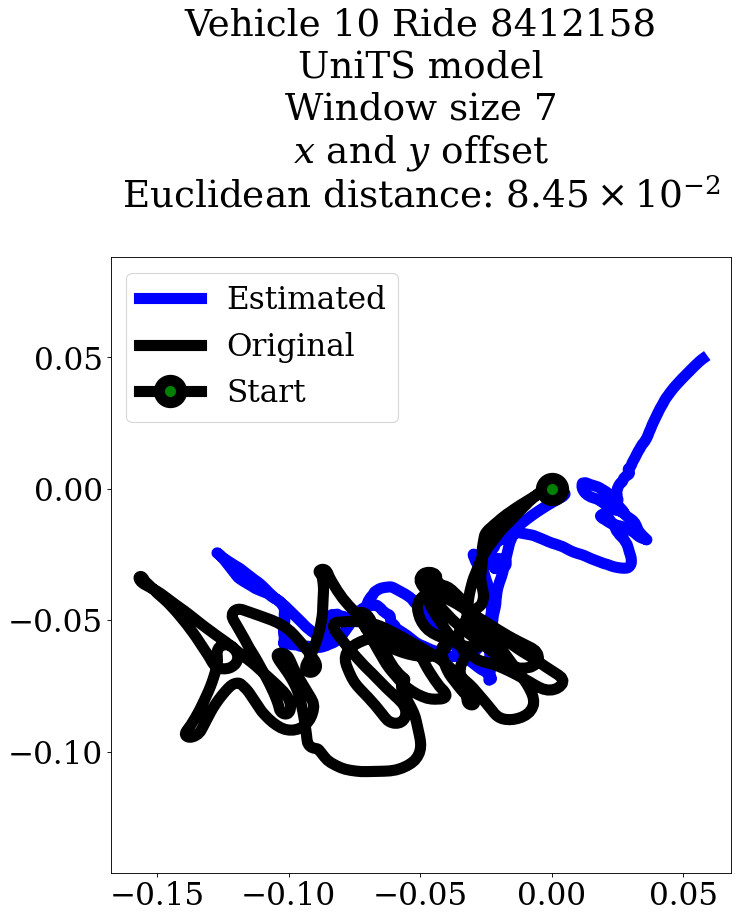 Vehicle 10 Ride 8412158
UniTS model
Window size 7
x and y offset
Euclidean distance: 8.45 × 10⁻²
Estimated
Original
Start
0.05
0.00
−0.05
−0.10
−0.15 −0.10 −0.05 0.00 0.05